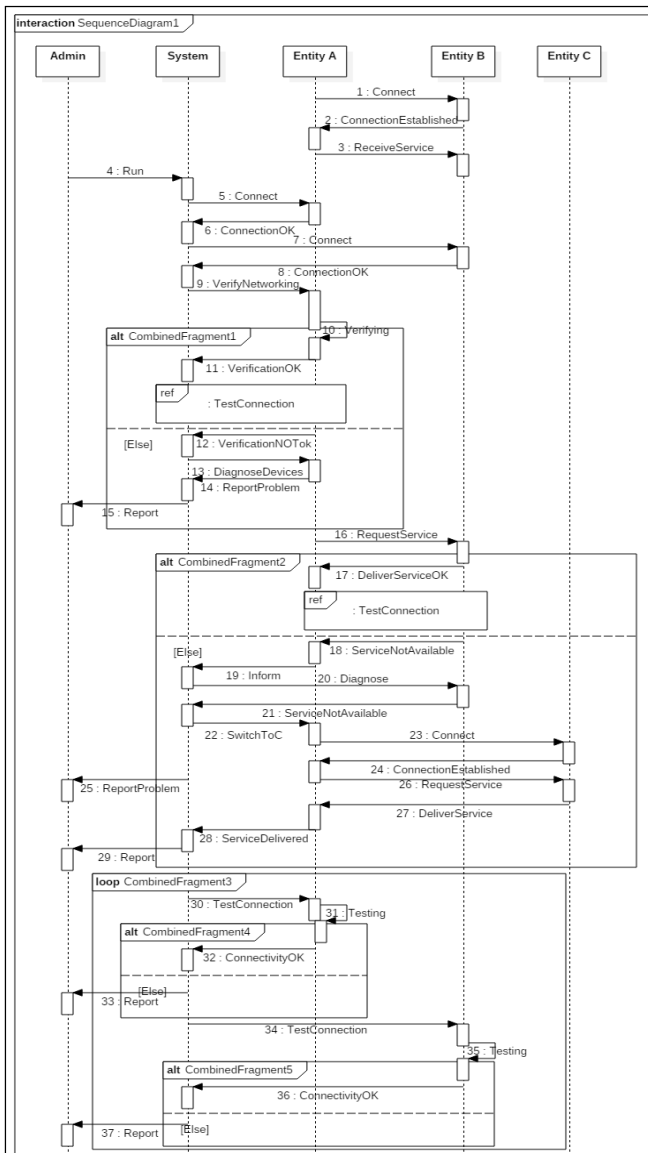 interaction SequenceDiagram1
Admin System Entity A Entity B Entity C
1 : Connect
2 : ConnectionEstablished
3 : ReceiveService
4 : Run
5 : Connect
6 : ConnectionOK
7 : Connect
8 : ConnectionOK
9 : VerifyNetworking
10 : Verifying
alt CombinedFragment1
11 : VerificationOK
ref
: TestConnection
[Else]
12 : VerificationNOTok
13 : DiagnoseDevices
14 : ReportProblem
15 : Report
16 : RequestService
alt CombinedFragment2
17 : DeliverServiceOK
ref
: TestConnection
[Else]
18 : ServiceNotAvailable
19 : Inform
20 : Diagnose
21 : ServiceNotAvailable
22 : SwitchToC
23 : Connect
24 : ConnectionEstablished
25 : ReportProblem
26 : RequestService
27 : DeliverService
28 : ServiceDelivered
29 : Report
loop CombinedFragment3
30 : TestConnection
31 : Testing
alt CombinedFragment4
32 : ConnectivityOK
[Else]
33 : Report
34 : TestConnection
35 : Testing
alt CombinedFragment5
36 : ConnectivityOK
37 : Report
[Else]